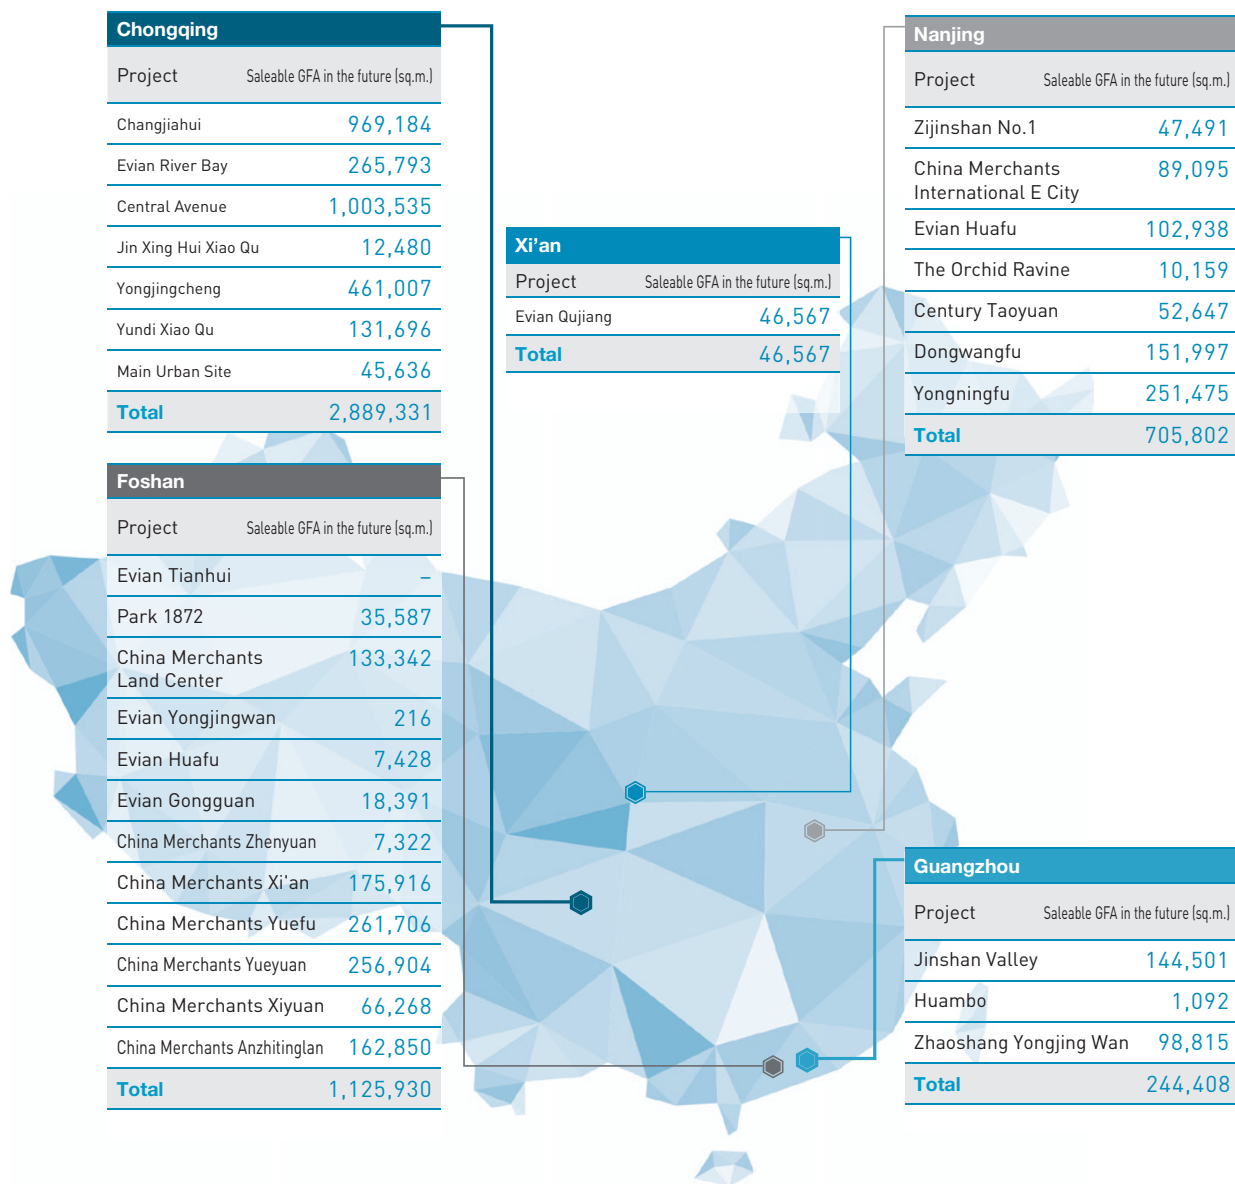 Chongqing
Project Saleable GFA in the future (sq.m.)
Changjiahui 969,184
Evian River Bay 265,793
Central Avenue 1,003,535
Jin Xing Hui Xiao Qu 12,480
Yongjingcheng 461,007
Yundi Xiao Qu 131,696
Main Urban Site 45,636
Total 2,889,331
Foshan
Project Saleable GFA in the future (sq.m.)
Evian Tianhui –
Park 1872 35,587
China Merchants 133,342
Land Center
Evian Yongjingwan 216
Evian Huafu 7,428
Evian Gongguan 18,391
China Merchants Zhenyuan 7,322
China Merchants Xi'an 175,916
China Merchants Yuefu 261,706
China Merchants Yueyuan 256,904
China Merchants Xiyuan 66,268
China Merchants Anzhitinglan 162,850
Total 1,125,930
Xi’an
Project Saleable GFA in the future (sq.m.)
Evian Qujiang 46,567
Total 46,567
Nanjing
Project Saleable GFA in the future (sq.m.)
Zijinshan No.1 47,491
China Merchants 89,095
International E City
Evian Huafu 102,938
The Orchid Ravine 10,159
Century Taoyuan 52,647
Dongwangfu 151,997
Yongningfu 251,475
Total 705,802
Guangzhou
Project Saleable GFA in the future (sq.m.)
Jinshan Valley 144,501
Huambo 1,092
Zhaoshang Yongjing Wan 98,815
Total 244,408